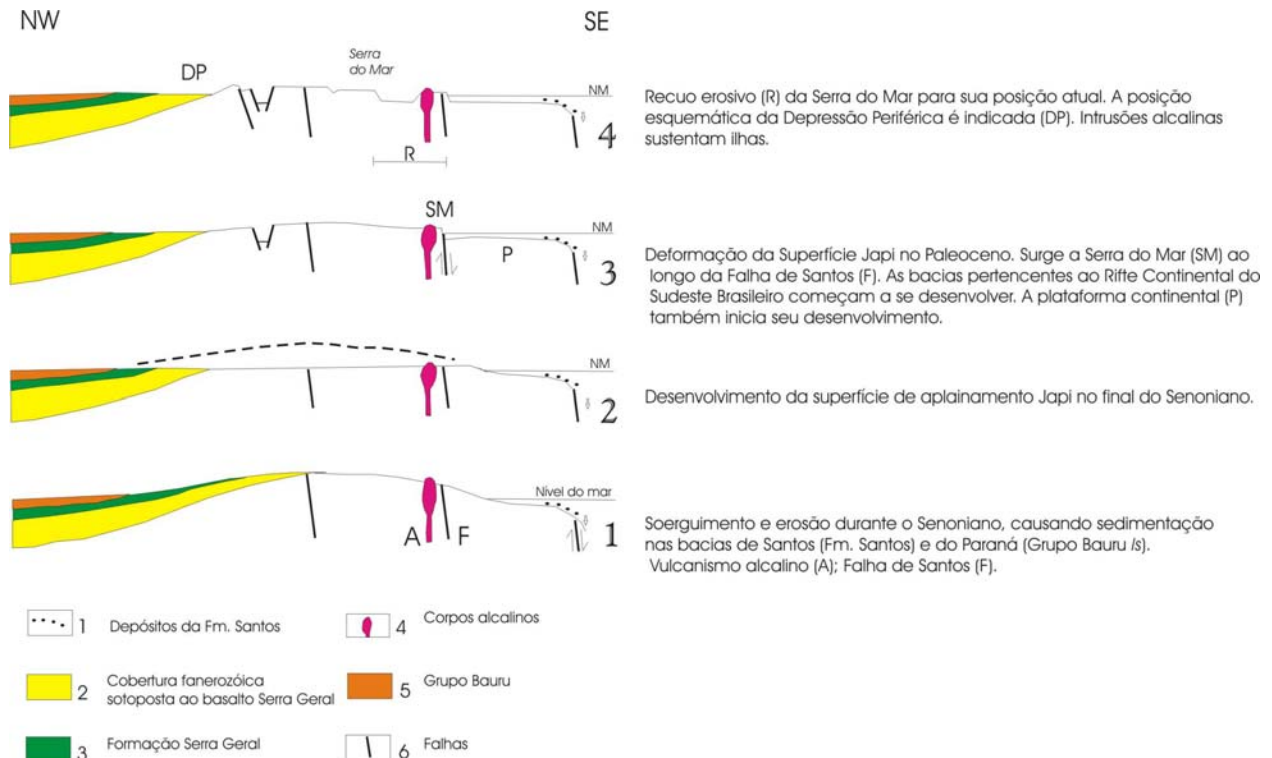 NW
SE
Serra
do Mar
DP
NM
4
R
Recuo erosivo (R) da Serra do Mar para sua posição atual. A posição
esquemática da Depressão Periférica é indicada (DP). Intrusões alcalinas
sustentam ilhas.
SM
NM
P
3
Deformação da Superfície Japi no Paleoceno. Surge a Serra do Mar (SM) ao
longo da Falha de Santos (F). As bacias pertencentes ao Rifte Continental do
Sudeste Brasileiro começam a se desenvolver. A plataforma continental (P)
também inicia seu desenvolvimento.
NM
2
Desenvolvimento da superfície de aplainamento Japi no final do Senoniano.
Nível do mar
A
F
1
Soerguimento e erosão durante o Senoniano, causando sedimentação
nas bacias de Santos (Fm. Santos) e do Paraná (Grupo Bauru ls).
Vulcanismo alcalino (A); Falha de Santos (F).
1 Depósitos da Fm. Santos
4 Corpos alcalinos
2 Cobertura fanerozóica
sotoposta ao basalto Serra Geral
5 Grupo Bauru
3 Formação Serra Geral
6 Falhas